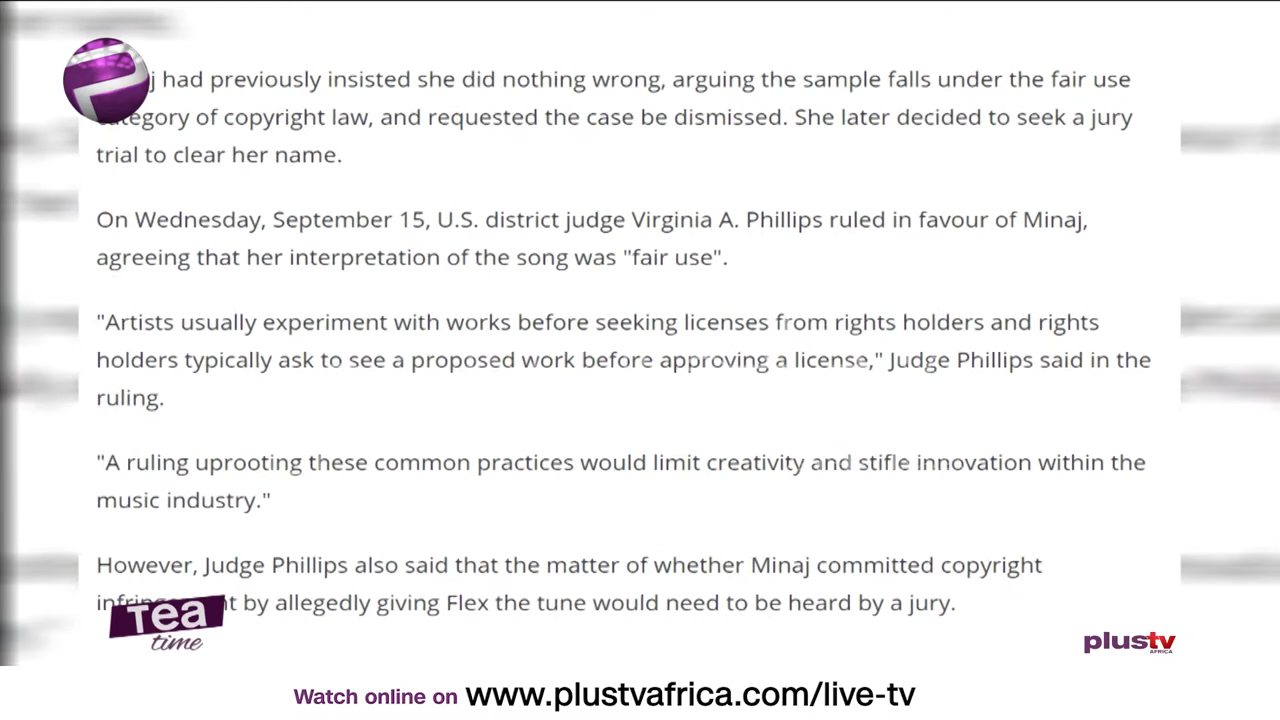 j had previously insisted she did nothing wrong, arguing the sample falls under the fair use
category of copyright law, and requested the case be dismissed. She later decided to seek a jury
trial to clear her name.
On Wednesday, September 15, U.S. district judge Virginia A. Phillips ruled in favour of Minaj,
agreeing that her interpretation of the song was "fair use".
"Artists usually experiment with works before seeking licenses from rights holders and rights
holders typically ask to see a proposed work before approving a license," Judge Phillips said in the
ruling.
"A ruling uprooting these common practices would limit creativity and stifle innovation within the
music industry."
However, Judge Phillips also said that the matter of whether Minaj committed copyright
infringement by allegedly giving Flex the tune would need to be heard by a jury.
Tea
time
plustv
AFRICA
Watch online on www.plustvafrica.com/live-tv